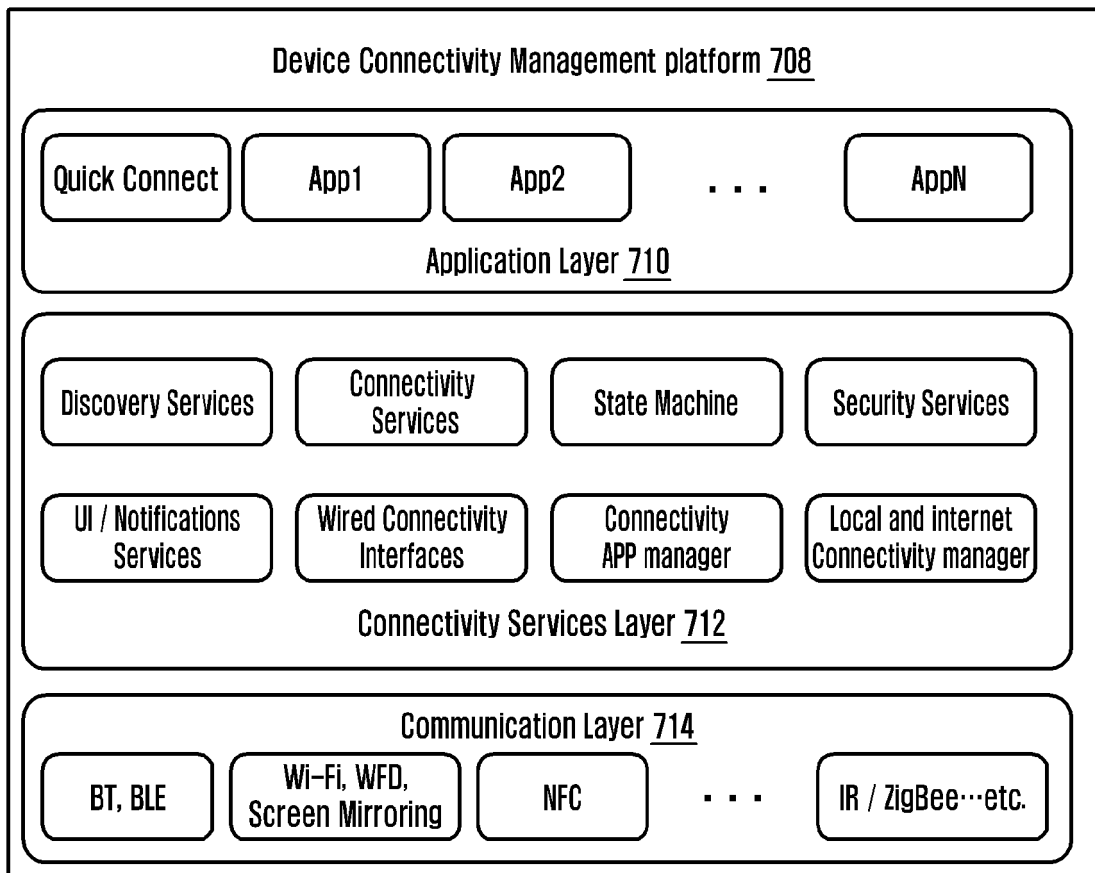 Device Connectivity Management platform 708
Quick Connect
App1
App2
. . .
AppN
Application Layer 710
Discovery Services
Connectivity
Services
State Machine
Security Services
UI / Notifications
Services
Wired Connectivity
Interfaces
Connectivity
APP manager
Local and internet
Connectivity manager
Connectivity Services Layer 712
Communication Layer 714
BT, BLE
Wi-Fi, WFD,
Screen Mirroring
NFC
. . .
IR / ZigBee···etc.